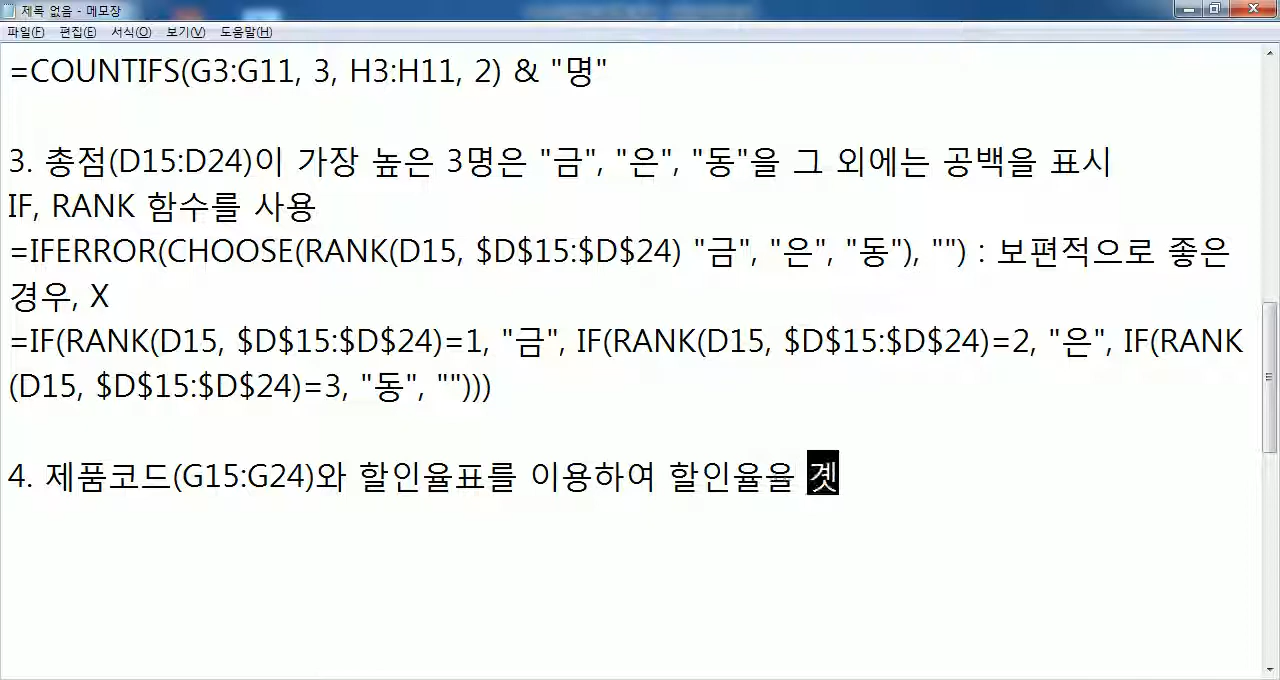 제목 없음 - 메모장
파일(F) 편집(E) 서식(O) 보기(V) 도움말(H)
=COUNTIFS(G3:G11, 3, H3:H11, 2) & "명"
3. 총점(D15:D24)이 가장 높은 3명은 "금", "은", "동"을 그 외에는 공백을 표시
IF, RANK 함수를 사용
=IFERROR(CHOOSE(RANK(D15, $D$15:$D$24) "금", "은", "동"), "") : 보편적으로 좋은
경우, X
=IF(RANK(D15, $D$15:$D$24)=1, "금", IF(RANK(D15, $D$15:$D$24)=2, "은", IF(RANK
(D15, $D$15:$D$24)=3, "동", "")))
4. 제품코드(G15:G24)와 할인율표를 이용하여 할인율을 곗